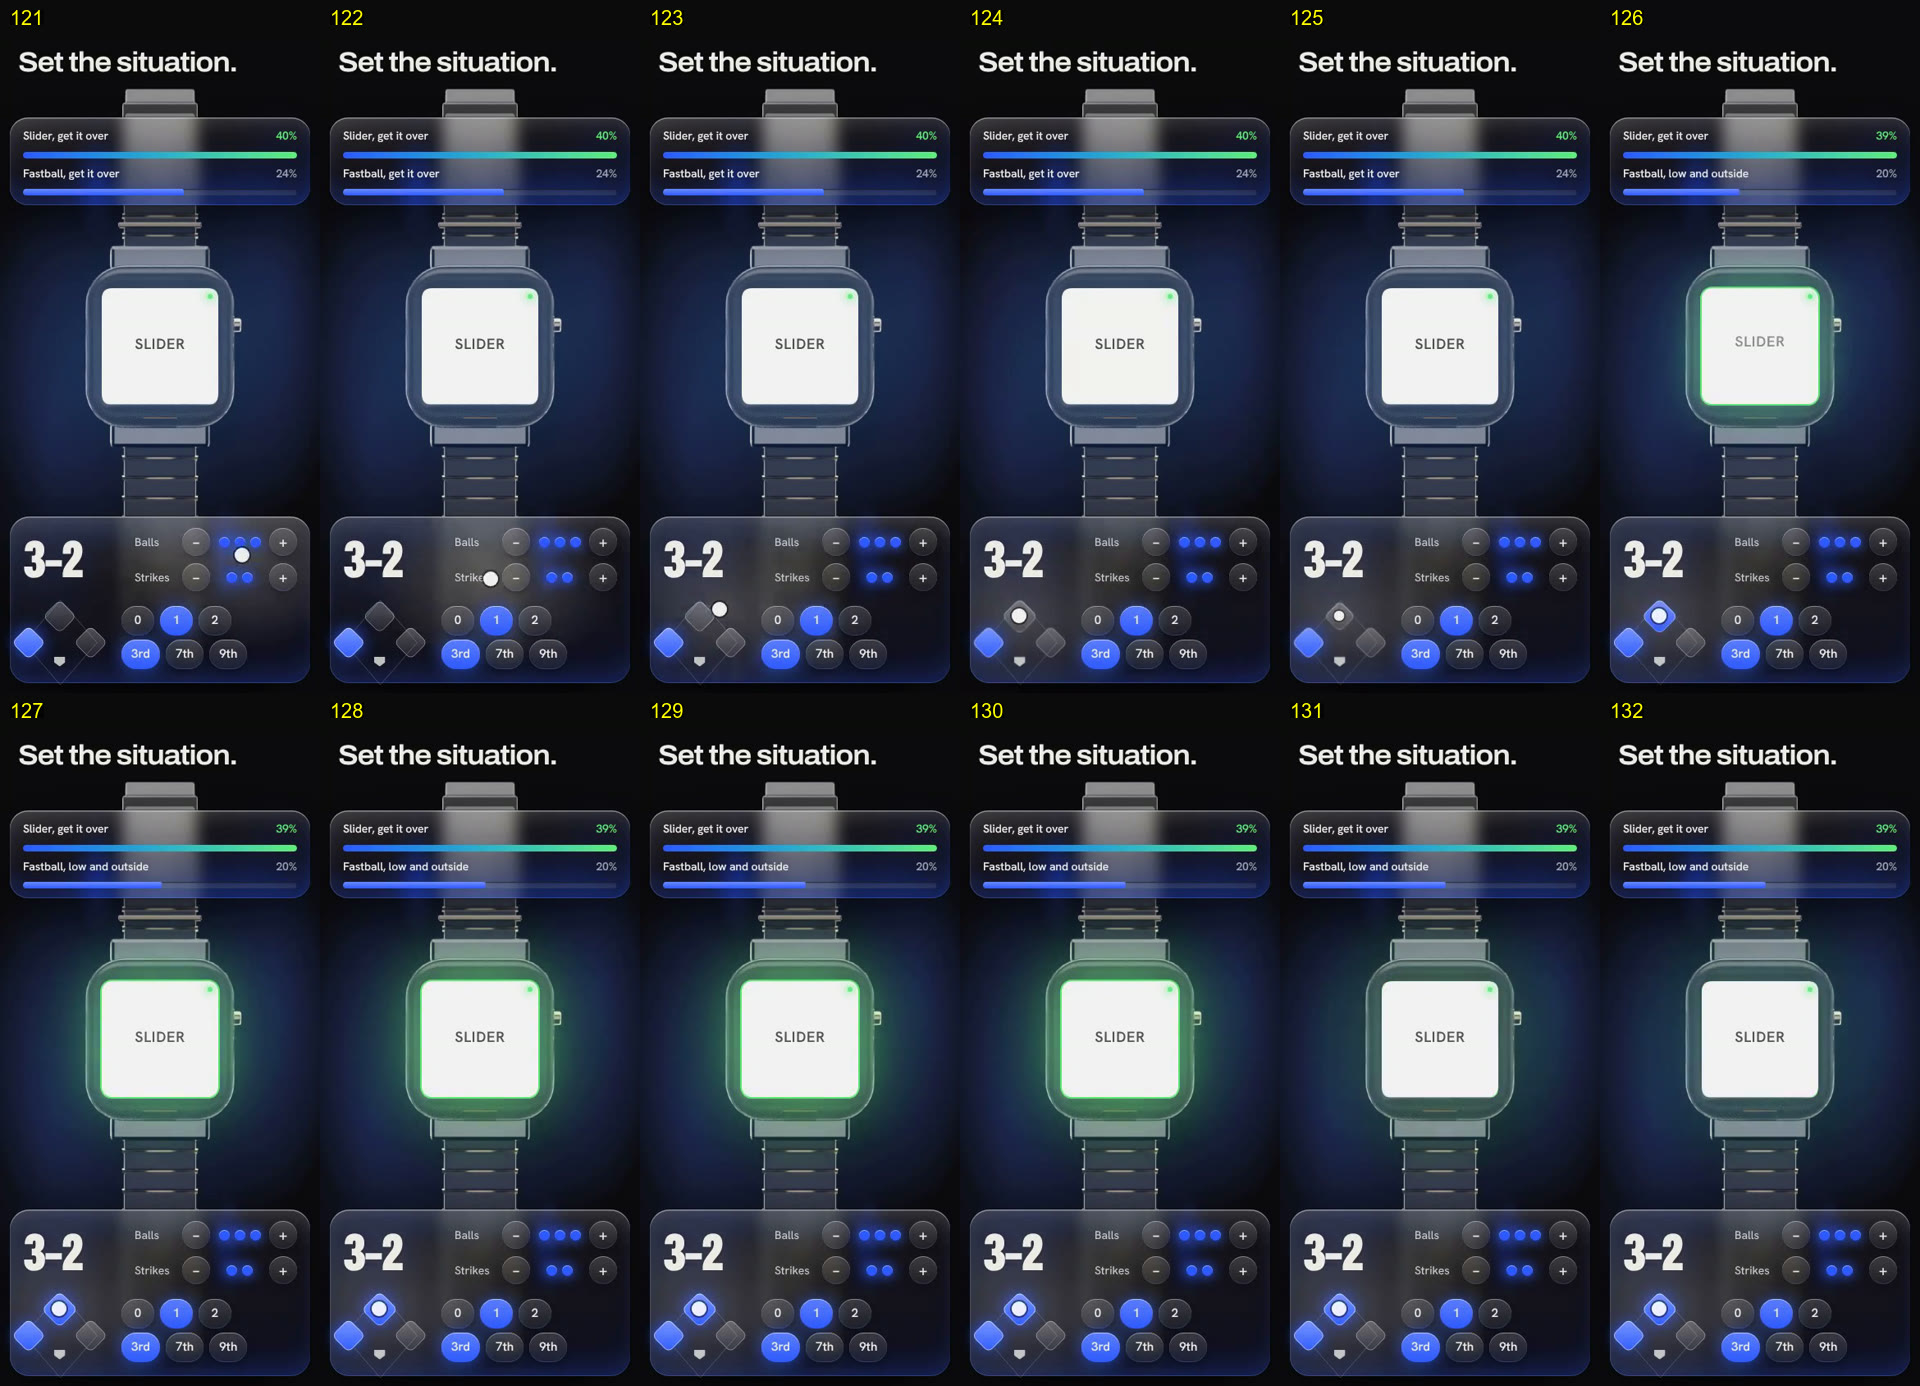 121
Set the situation.
Slider, get it over 40%
Fastball, get it over 24%
SLIDER
3-2
Balls - +
Strikes - +
0 1 2
3rd 7th 9th
122
Set the situation.
Slider, get it over 40%
Fastball, get it over 24%
SLIDER
3-2
Balls - +
Strike -  +
0 1 2
3rd 7th 9th
123
Set the situation.
Slider, get it over 40%
Fastball, get it over 24%
SLIDER
3-2
Balls - +
Strikes - +
0 1 2
3rd 7th 9th
124
Set the situation.
Slider, get it over 40%
Fastball, get it over 24%
SLIDER
3-2
Balls - +
Strikes - +
0 1 2
3rd 7th 9th
125
Set the situation.
Slider, get it over 40%
Fastball, get it over 24%
SLIDER
3-2
Balls - +
Strikes - +
0 1 2
3rd 7th 9th
126
Set the situation.
Slider, get it over 39%
Fastball, low and outside 20%
SLIDER
3-2
Balls - +
Strikes - +
0 1 2
3rd 7th 9th
127
Set the situation.
Slider, get it over 39%
Fastball, low and outside 20%
SLIDER
3-2
Balls - +
Strikes - +
0 1 2
3rd 7th 9th
128
Set the situation.
Slider, get it over 39%
Fastball, low and outside 20%
SLIDER
3-2
Balls - +
Strikes - +
0 1 2
3rd 7th 9th
129
Set the situation.
Slider, get it over 39%
Fastball, low and outside 20%
SLIDER
3-2
Balls - +
Strikes - +
0 1 2
3rd 7th 9th
130
Set the situation.
Slider, get it over 39%
Fastball, low and outside 20%
SLIDER
3-2
Balls - +
Strikes - +
0 1 2
3rd 7th 9th
131
Set the situation.
Slider, get it over 39%
Fastball, low and outside 20%
SLIDER
3-2
Balls - +
Strikes - +
0 1 2
3rd 7th 9th
132
Set the situation.
Slider, get it over 39%
Fastball, low and outside 20%
SLIDER
3-2
Balls - +
Strikes - +
0 1 2
3rd 7th 9th